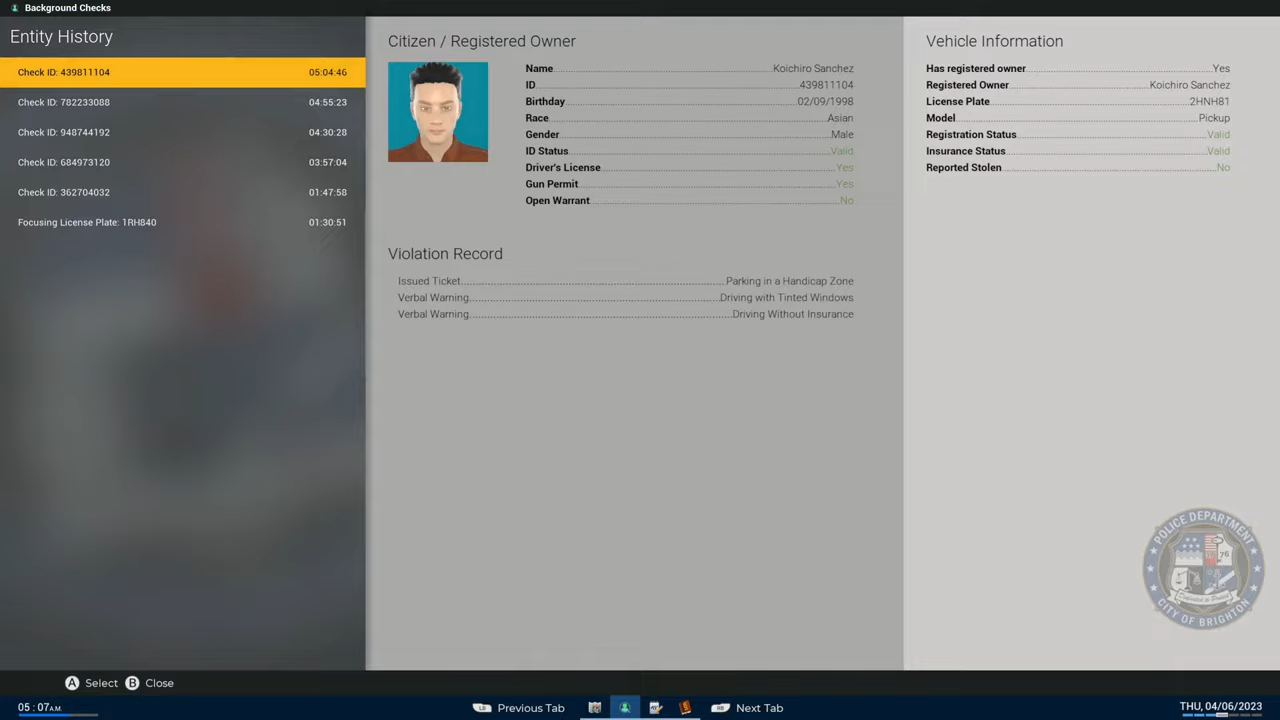 Background Checks
Entity History
Check ID: 439811104 05:04:46
Check ID: 782233088 04:55:23
Check ID: 948744192 04:30:28
Check ID: 684973120 03:57:04
Check ID: 362704032 01:47:58
Focusing License Plate: 1RH840 01:30:51
Citizen / Registered Owner
Name Koichiro Sanchez
ID 439811104
Birthday 02/09/1998
Race Asian
Gender Male
ID Status Valid
Driver's License Yes
Gun Permit Yes
Open Warrant No
Violation Record
Issued Ticket Parking in a Handicap Zone
Verbal Warning Driving with Tinted Windows
Verbal Warning Driving Without Insurance
Vehicle Information
Has registered owner Yes
Registered Owner Koichiro Sanchez
License Plate 2HNH81
Model Pickup
Registration Status Valid
Insurance Status Valid
Reported Stolen No
POLICE DEPARTMENT
CITY OF BRIGHTON
A Select B Close
05 : 07 A.M.
LB Previous Tab
RB Next Tab
THU, 04/06/2023